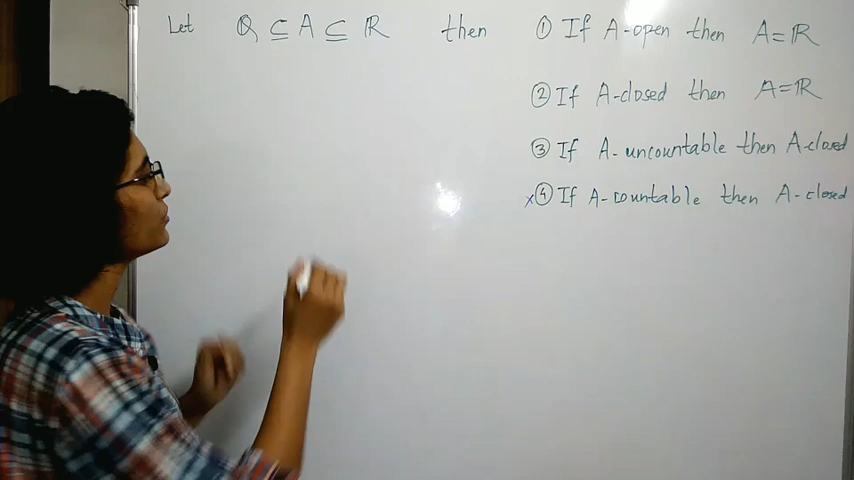 Let ℚ ⊆ A ⊆ ℝ then ① If A-open then A=ℝ
② If A-closed then A=ℝ
③ If A-uncountable then A-closed
x④ If A-countable then A-closed